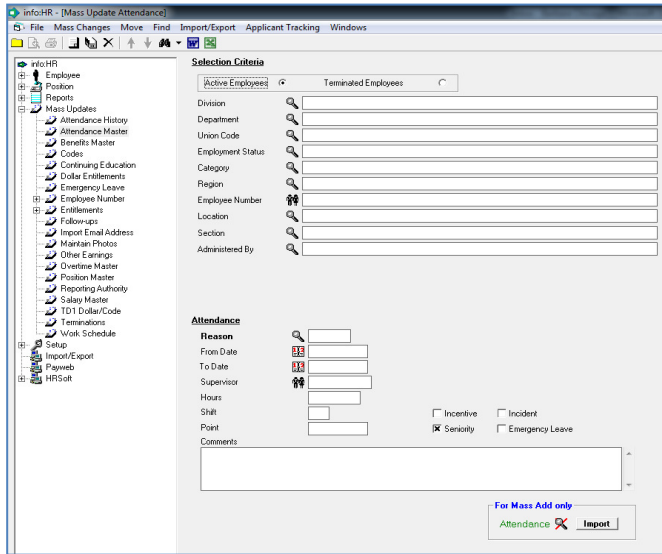 info:HR - [Mass Update Attendance]
File Mass Changes Move Find Import/Export Applicant Tracking Windows
info:HR
Employee
Position
Reports
Mass Updates
Attendance History
Attendance Master
Benefits Master
Codes
Continuing Education
Dollar Entitlements
Emergency Leave
Employee Number
Entitlements
Follow-ups
Import Email Address
Maintain Photos
Other Earnings
Overtime Master
Position Master
Reporting Authority
Salary Master
TD1 Dollar/Code
Terminations
Work Schedule
Setup
Import/Export
Payweb
HRSoft
Selection Criteria
Active Employees Terminated Employees
Division
Department
Union Code
Employment Status
Category
Region
Employee Number
Location
Section
Administered By
Attendance
Reason
From Date
To Date
Supervisor
Hours
Shift Incentive Incident
Point Seniority Emergency Leave
Comments
For Mass Add only
Attendance Import